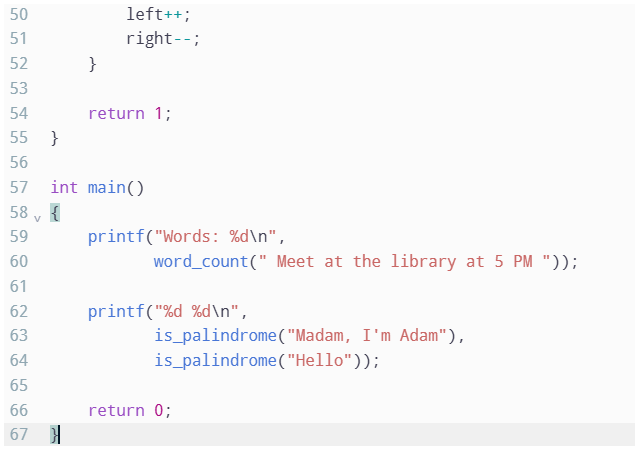 50         left++;
51         right--;
52     }
53
54     return 1;
55 }
56
57 int main()
58 v {
59     printf("Words: %d\n",
60            word_count(" Meet at the library at 5 PM "));
61
62     printf("%d %d\n",
63            is_palindrome("Madam, I'm Adam"),
64            is_palindrome("Hello"));
65
66     return 0;
67 }